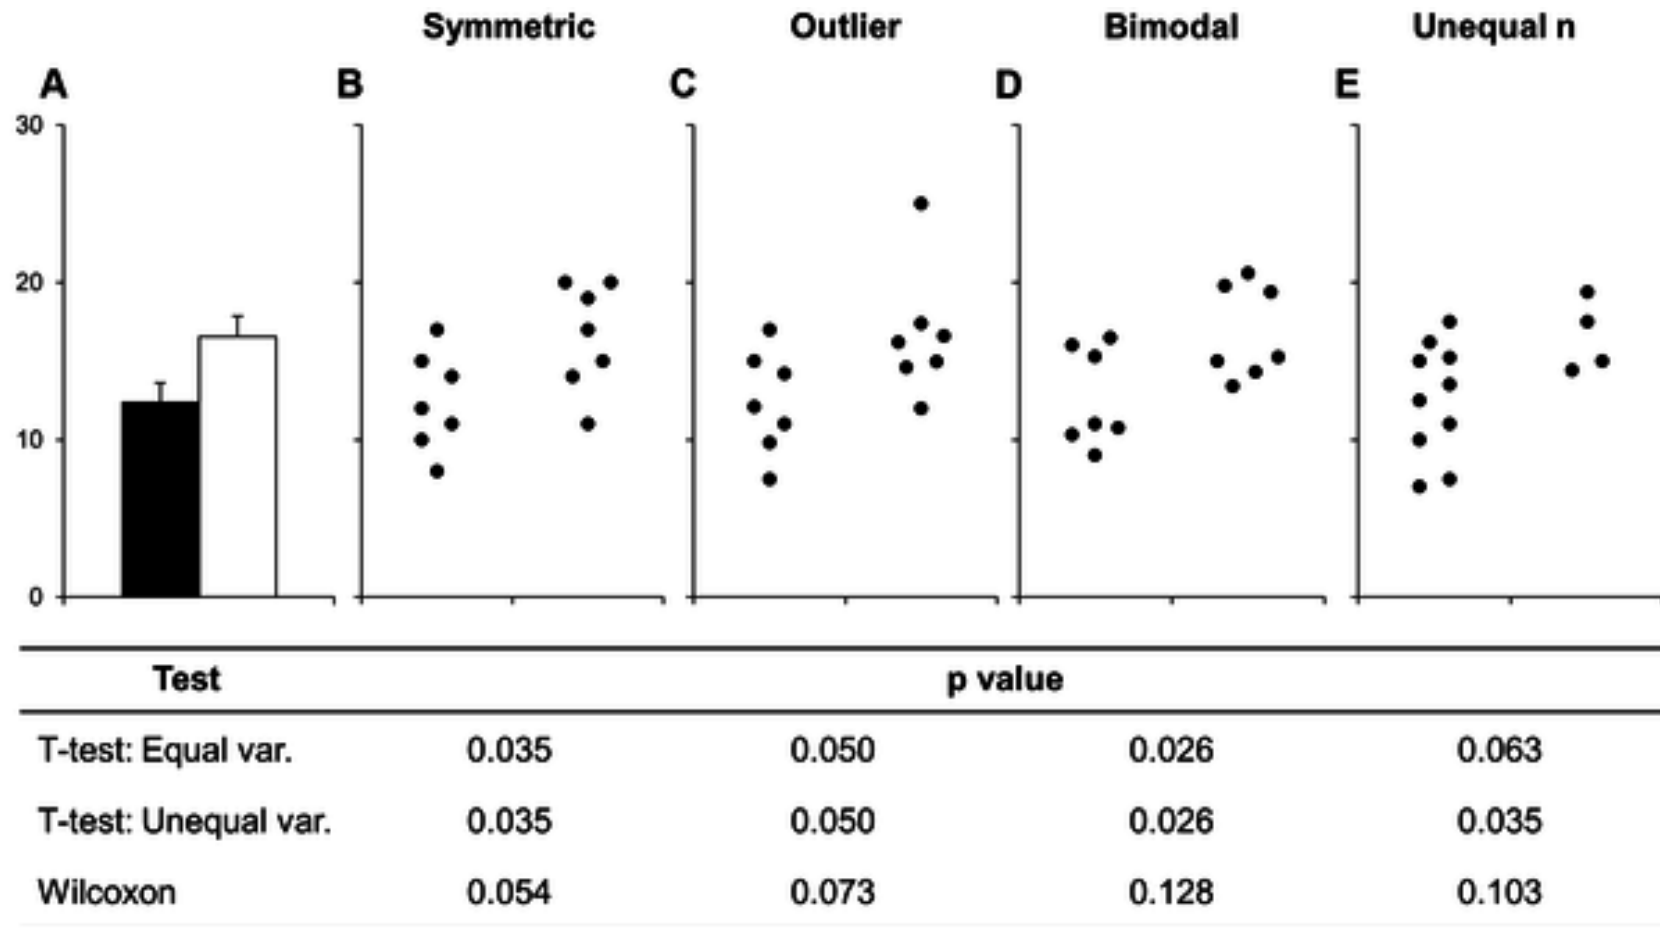 Symmetric Outlier Bimodal Unequal n
A B C D E
30
20
10
0
Test p value
T-test: Equal var. 0.035 0.050 0.026 0.063
T-test: Unequal var. 0.035 0.050 0.026 0.035
Wilcoxon 0.054 0.073 0.128 0.103